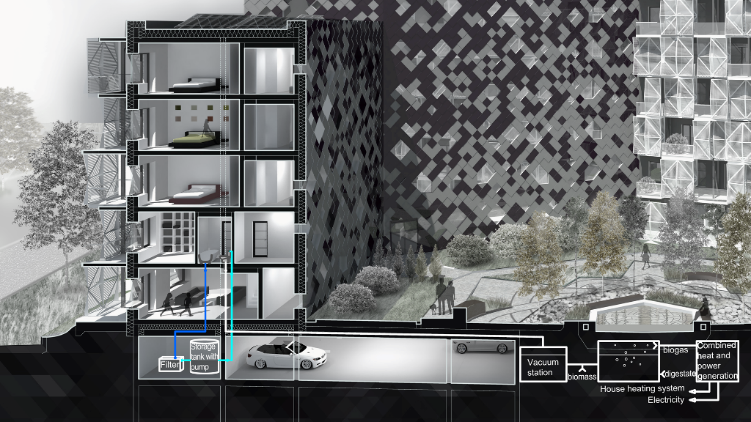 Filter
Storage
tank with
pump
Vacuum
station
biomass
biogas
digestate
Combined
heat and
power
generation
House heating system
Electricity